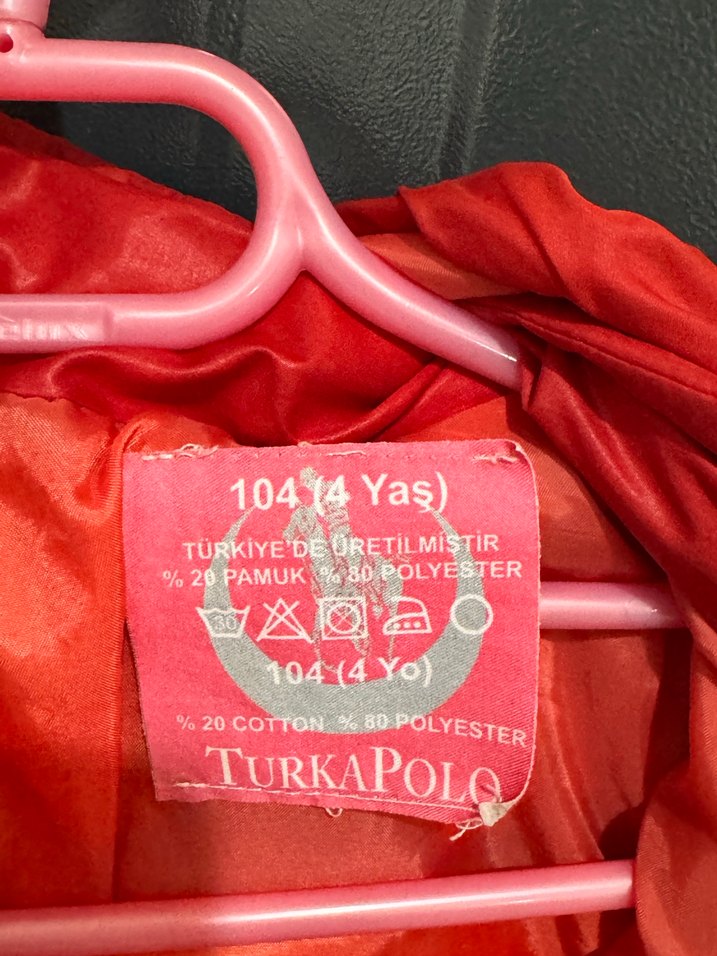 104 (4 Yaş)
TÜRKİYE'DE ÜRETİLMİŞTİR
% 20 PAMUK % 80 POLYESTER
30
104 (4 Yo)
% 20 COTTON % 80 POLYESTER
TURKAPOLO